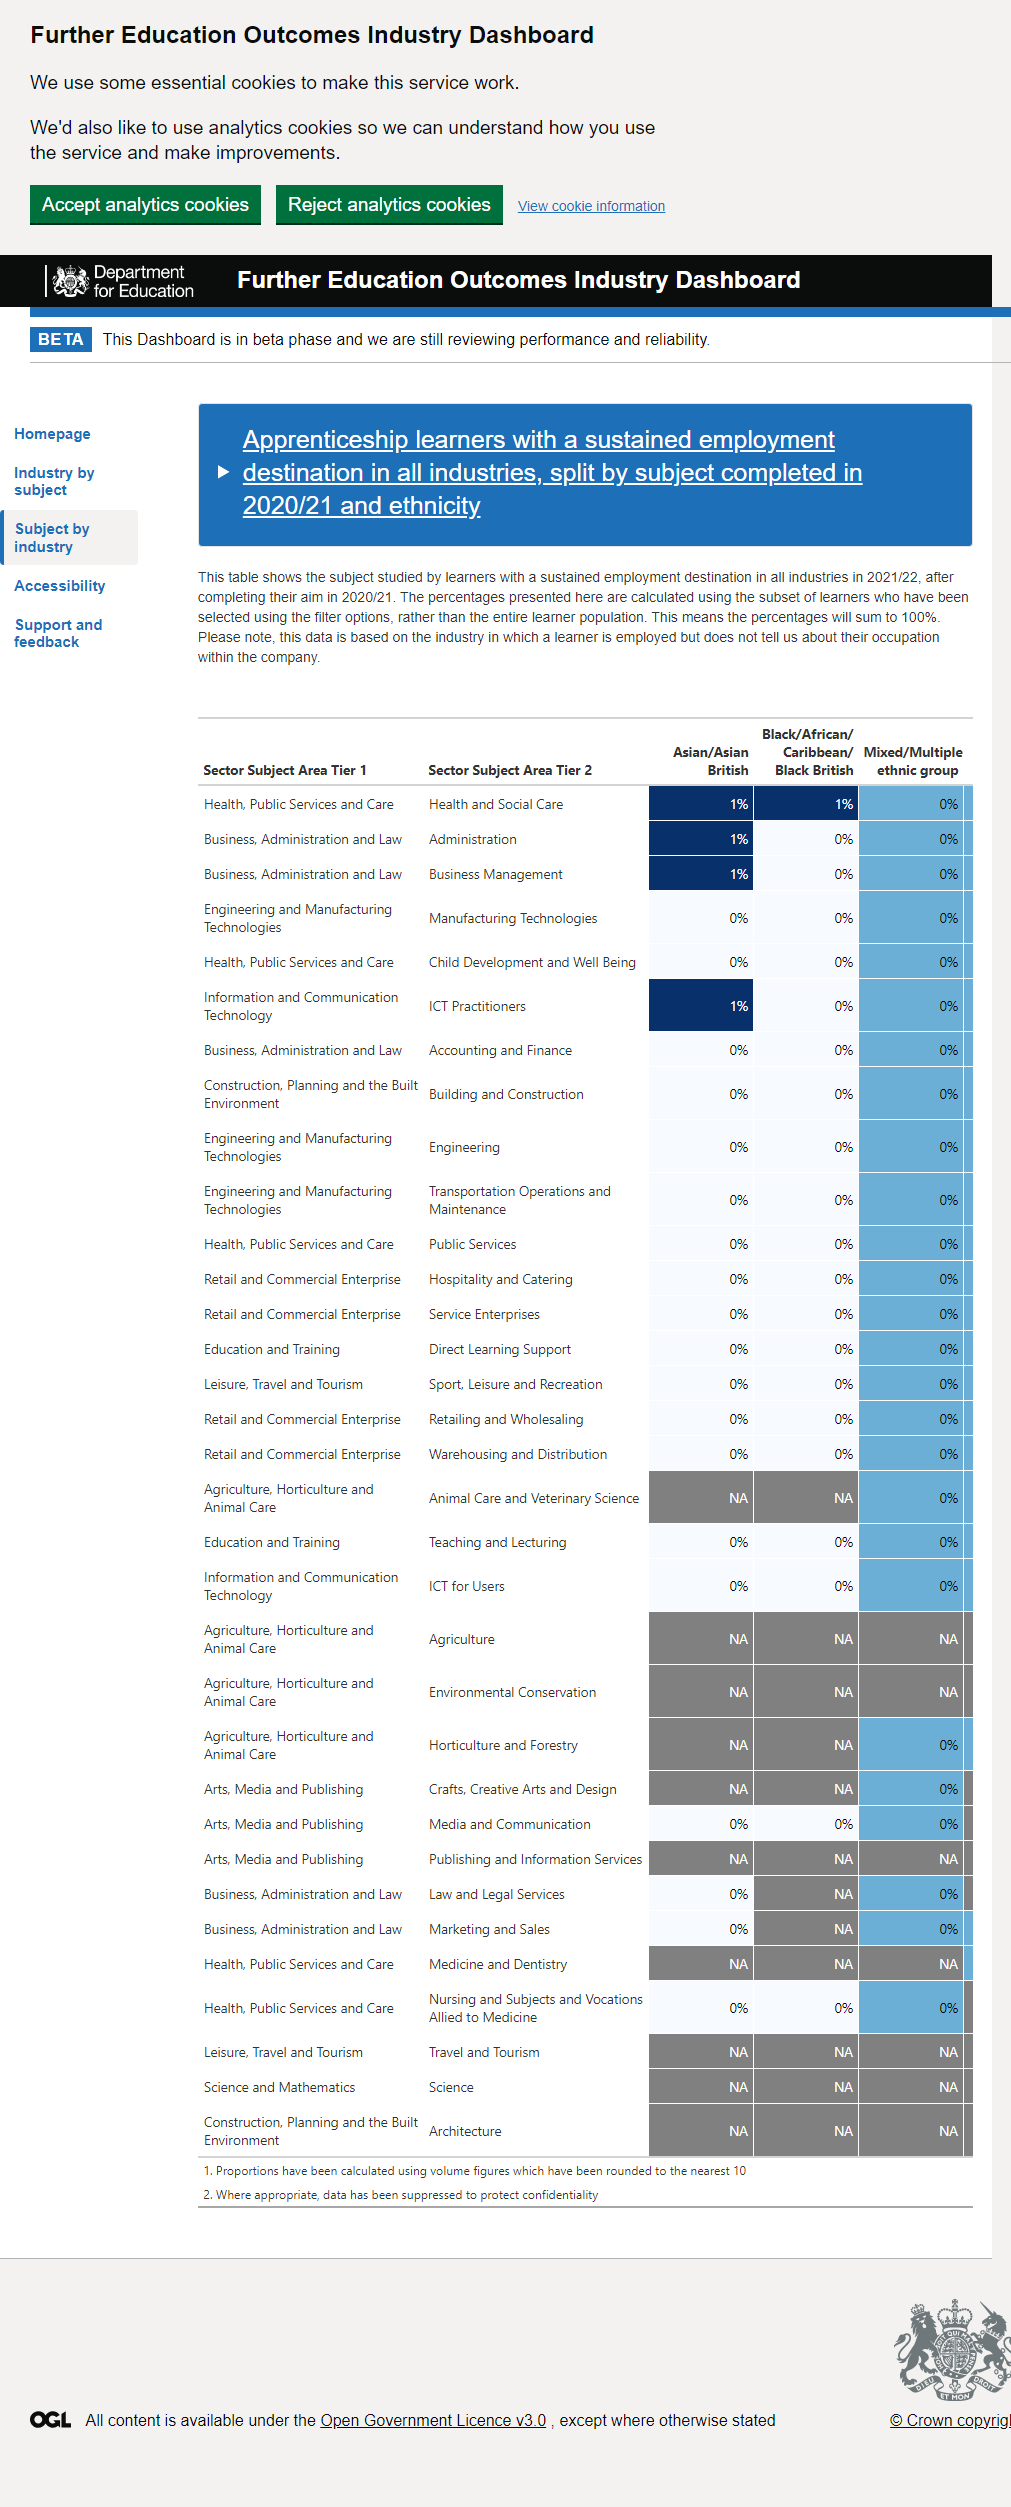 Further Education Outcomes Industry Dashboard
We use some essential cookies to make this service work.
We'd also like to use analytics cookies so we can understand how you use
the service and make improvements.
Accept analytics cookies Reject analytics cookies View cookie information
Department
for Education
Further Education Outcomes Industry Dashboard
BETA This Dashboard is in beta phase and we are still reviewing performance and reliability.
Homepage
Industry by
subject
Subject by
industry
Accessibility
Support and
feedback
Apprenticeship learners with a sustained employment
destination in all industries, split by subject completed in
2020/21 and ethnicity
This table shows the subject studied by learners with a sustained employment destination in all industries in 2021/22, after
completing their aim in 2020/21. The percentages presented here are calculated using the subset of learners who have been
selected using the filter options, rather than the entire learner population. This means the percentages will sum to 100%.
Please note, this data is based on the industry in which a learner is employed but does not tell us about their occupation
within the company.
Sector Subject Area Tier 1 Sector Subject Area Tier 2 Asian/Asian British Black/African/Caribbean/Black British Mixed/Multiple ethnic group
Health, Public Services and Care Health and Social Care 1% 1% 0%
Business, Administration and Law Administration 1% 0% 0%
Business, Administration and Law Business Management 1% 0% 0%
Engineering and Manufacturing Technologies Manufacturing Technologies 0% 0% 0%
Health, Public Services and Care Child Development and Well Being 0% 0% 0%
Information and Communication Technology ICT Practitioners 1% 0% 0%
Business, Administration and Law Accounting and Finance 0% 0% 0%
Construction, Planning and the Built Environment Building and Construction 0% 0% 0%
Engineering and Manufacturing Technologies Engineering 0% 0% 0%
Engineering and Manufacturing Technologies Transportation Operations and Maintenance 0% 0% 0%
Health, Public Services and Care Public Services 0% 0% 0%
Retail and Commercial Enterprise Hospitality and Catering 0% 0% 0%
Retail and Commercial Enterprise Service Enterprises 0% 0% 0%
Education and Training Direct Learning Support 0% 0% 0%
Leisure, Travel and Tourism Sport, Leisure and Recreation 0% 0% 0%
Retail and Commercial Enterprise Retailing and Wholesaling 0% 0% 0%
Retail and Commercial Enterprise Warehousing and Distribution 0% 0% 0%
Agriculture, Horticulture and Animal Care Animal Care and Veterinary Science NA NA 0%
Education and Training Teaching and Lecturing 0% 0% 0%
Information and Communication Technology ICT for Users 0% 0% 0%
Agriculture, Horticulture and Animal Care Agriculture NA NA NA
Agriculture, Horticulture and Animal Care Environmental Conservation NA NA NA
Agriculture, Horticulture and Animal Care Horticulture and Forestry NA NA 0%
Arts, Media and Publishing Crafts, Creative Arts and Design NA NA 0%
Arts, Media and Publishing Media and Communication 0% 0% 0%
Arts, Media and Publishing Publishing and Information Services NA NA NA
Business, Administration and Law Law and Legal Services 0% NA 0%
Business, Administration and Law Marketing and Sales 0% NA 0%
Health, Public Services and Care Medicine and Dentistry NA NA NA
Health, Public Services and Care Nursing and Subjects and Vocations Allied to Medicine 0% 0% 0%
Leisure, Travel and Tourism Travel and Tourism NA NA NA
Science and Mathematics Science NA NA NA
Construction, Planning and the Built Environment Architecture NA NA NA
1. Proportions have been calculated using volume figures which have been rounded to the nearest 10
2. Where appropriate, data has been suppressed to protect confidentiality
OGL All content is available under the Open Government Licence v3.0 , except where otherwise stated
© Crown